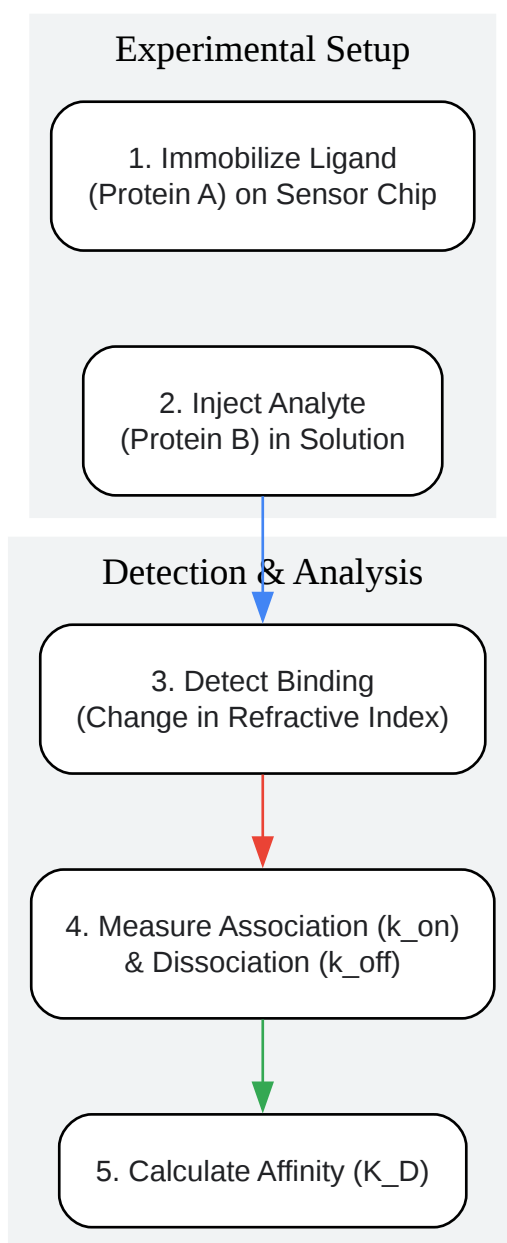 Experimental Setup
1. Immobilize Ligand
(Protein A) on Sensor Chip
2. Inject Analyte
(Protein B) in Solution
Detection & Analysis
3. Detect Binding
(Change in Refractive Index)
4. Measure Association (k_on)
& Dissociation (k_off)
5. Calculate Affinity (K_D)